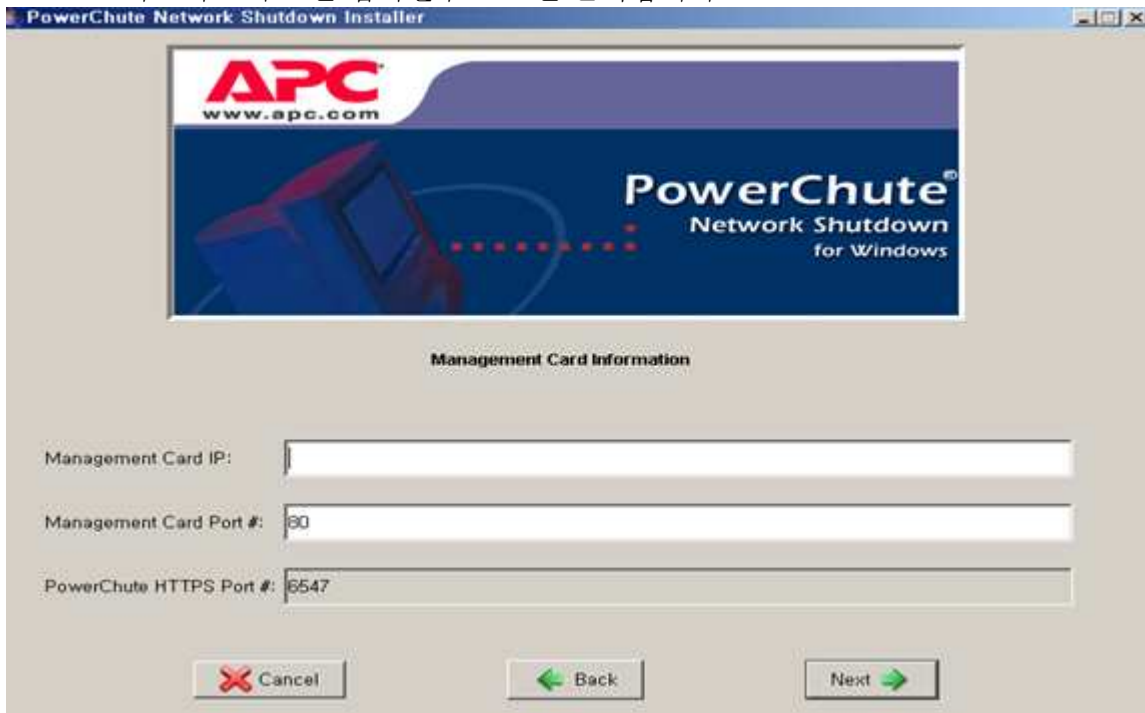 PowerChute Network Shutdown Installer
APC
www.apc.com
PowerChute®
Network Shutdown
for Windows
Management Card Information
Management Card IP:
Management Card Port #: 80
PowerChute HTTPS Port #: 6547
Cancel
Back
Next